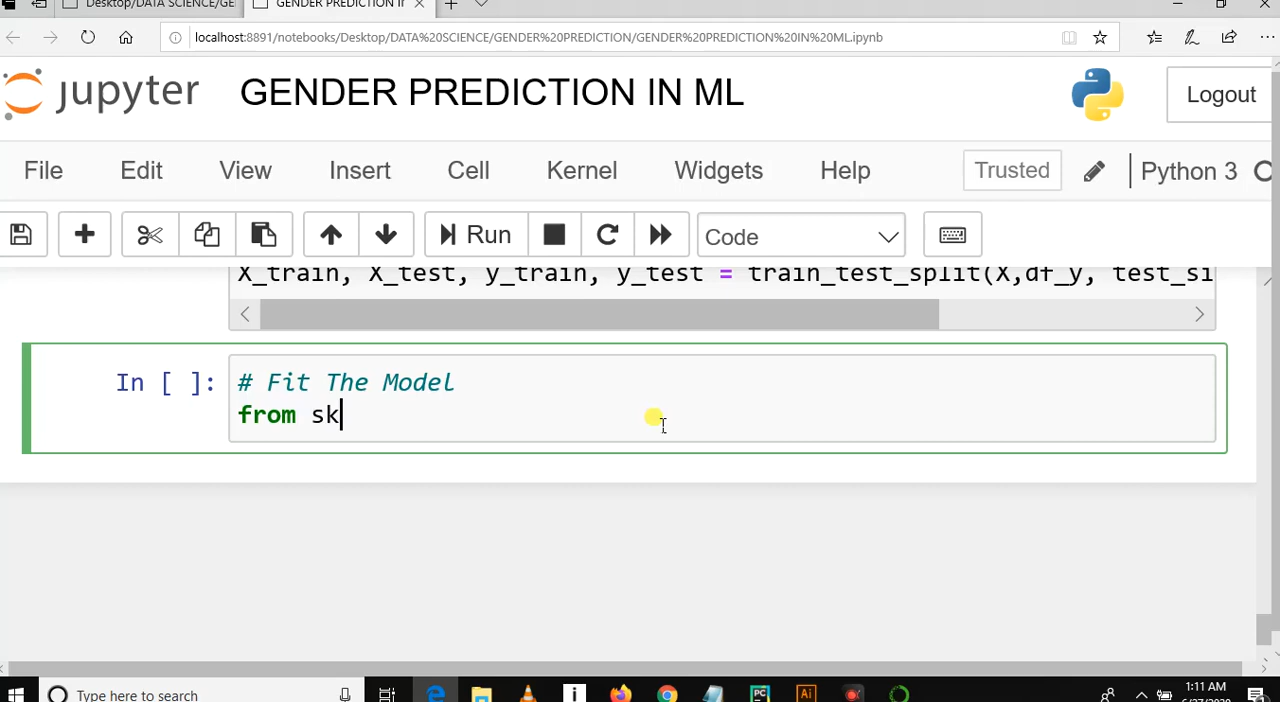 Desktop/DATA SCIENCE/GE
GENDER PREDICTION IN
localhost:8891/notebooks/Desktop/DATA%20SCIENCE/GENDER%20PREDICTION/GENDER%20PREDICTION%20IN%20ML.ipynb
jupyter GENDER PREDICTION IN ML Logout
File Edit View Insert Cell Kernel Widgets Help Trusted Python 3
Run Code
X_train, X_test, y_train, y_test = train_test_split(X,df_y, test_si
In [ ]: # Fit The Model
from sk
Type here to search
PC
Ai
1:11 AM